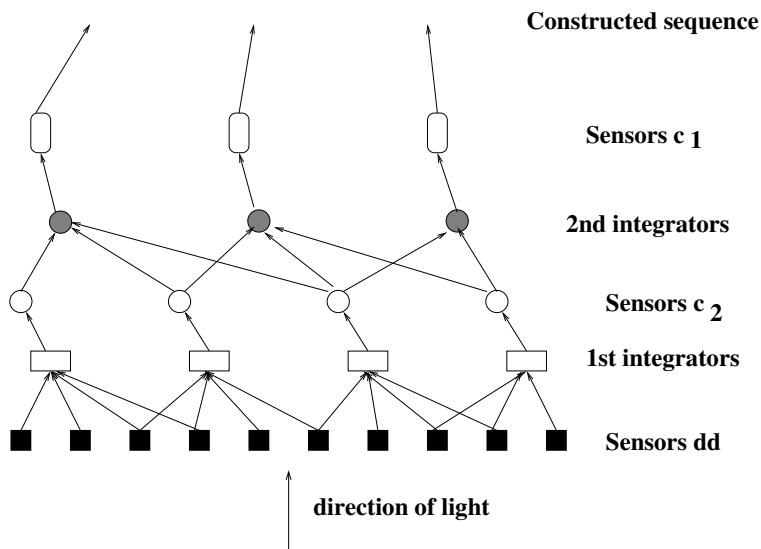 Constructed sequence
Sensors c 1
2nd integrators
Sensors c 2
1st integrators
Sensors dd
direction of light